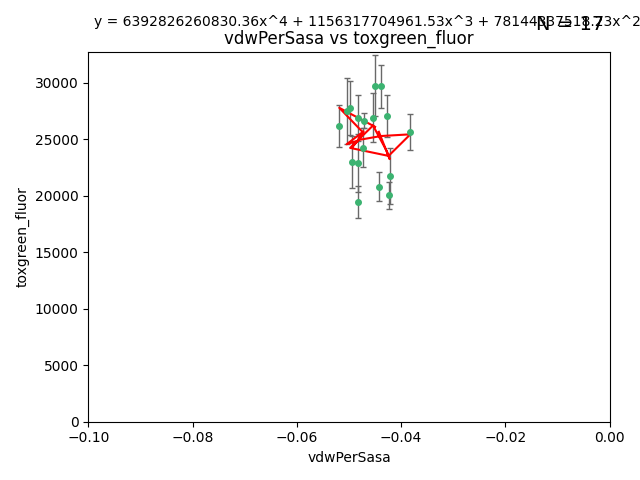 y = 6392826260830.36x^4 + 1156317704961.53x^3 +
N = 17
vdwPerSasa vs toxgreen_fluor
30000
25000
20000
15000
10000
5000
0
toxgreen_fluor
−0.10
−0.08
−0.06
−0.04
−0.02
0.00
vdwPerSasa